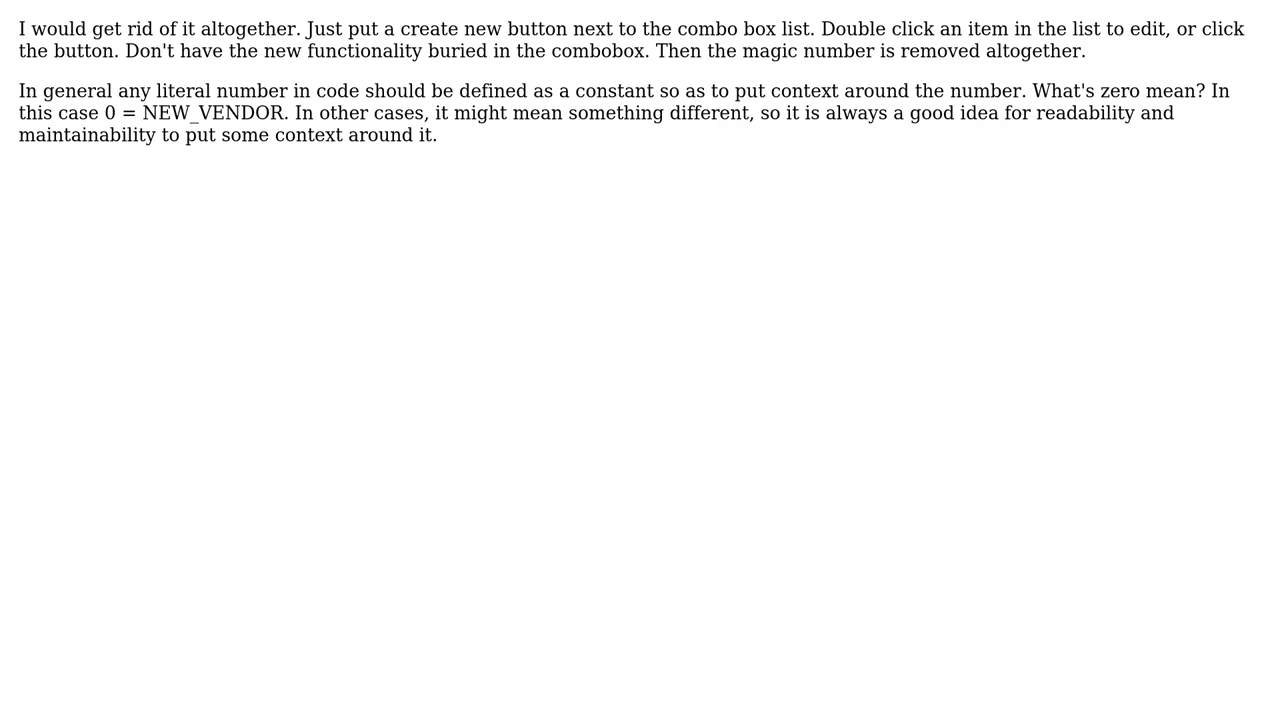 I would get rid of it altogether. Just put a create new button next to the combo box list. Double click an item in the list to edit, or click
the button. Don't have the new functionality buried in the combobox. Then the magic number is removed altogether.
In general any literal number in code should be defined as a constant so as to put context around the number. What's zero mean? In
this case 0 = NEW_VENDOR. In other cases, it might mean something different, so it is always a good idea for readability and
maintainability to put some context around it.